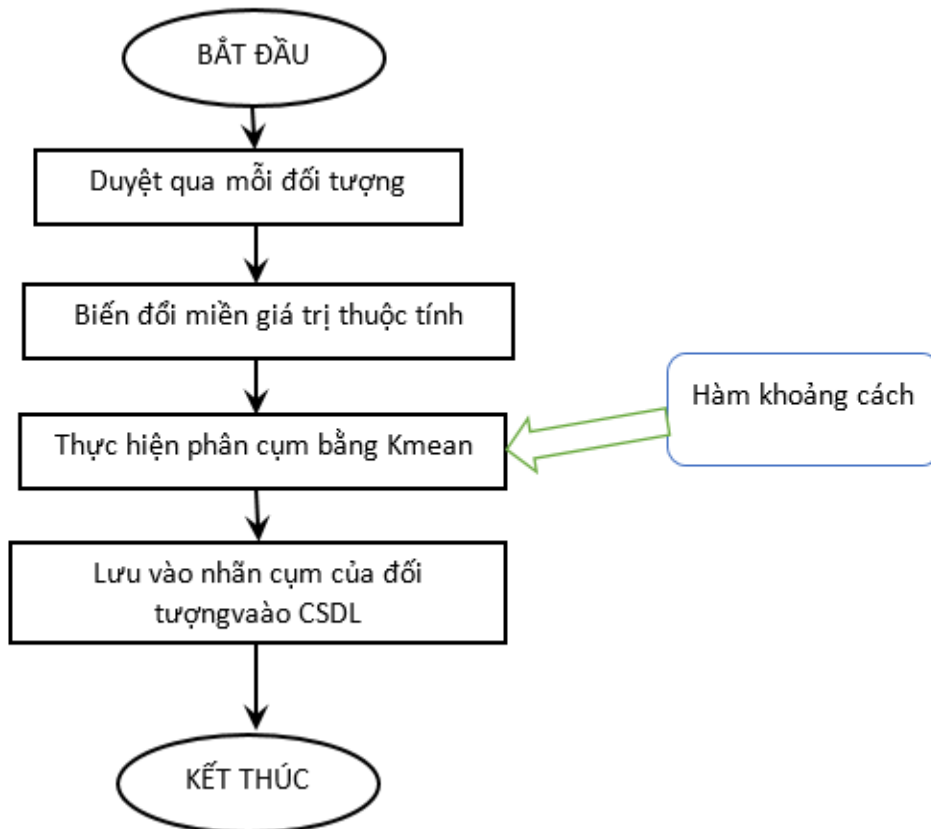 BẮT ĐẦU
Duyệt qua mỗi đối tượng
Biến đổi miền giá trị thuộc tính
Hàm khoảng cách
Thực hiện phân cụm bằng Kmean
Lưu vào nhãn cụm của đối
tượngvaào CSDL
KẾT THÚC